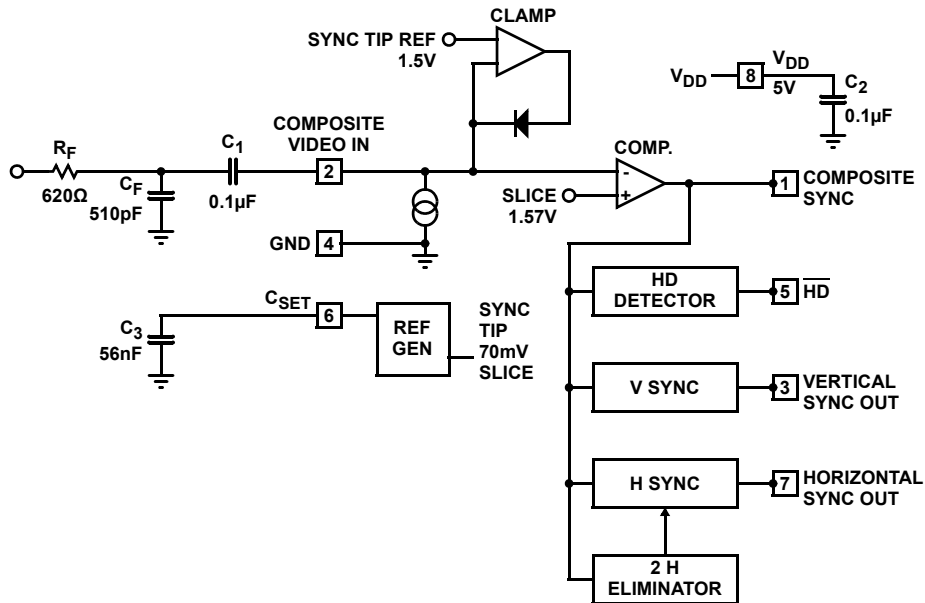 CLAMP
SYNC TIP REF
1.5V
V_DD
8
V_DD
5V
C_2
0.1µF
R_F
620Ω
C_F
510pF
C_1
0.1µF
COMPOSITE
VIDEO IN
2
COMP.
-
+
SLICE
1.57V
1
COMPOSITE
SYNC
GND
4
HD
DETECTOR
5
H̅D̅
C_SET
6
C_3
56nF
REF
GEN
SYNC
TIP
70mV
SLICE
V SYNC
3
VERTICAL
SYNC OUT
H SYNC
7
HORIZONTAL
SYNC OUT
2 H
ELIMINATOR